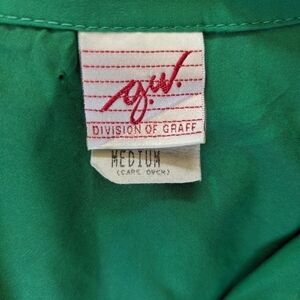 g.w.
DIVISION OF GRAFF
MEDIUM
(CARE OVER)